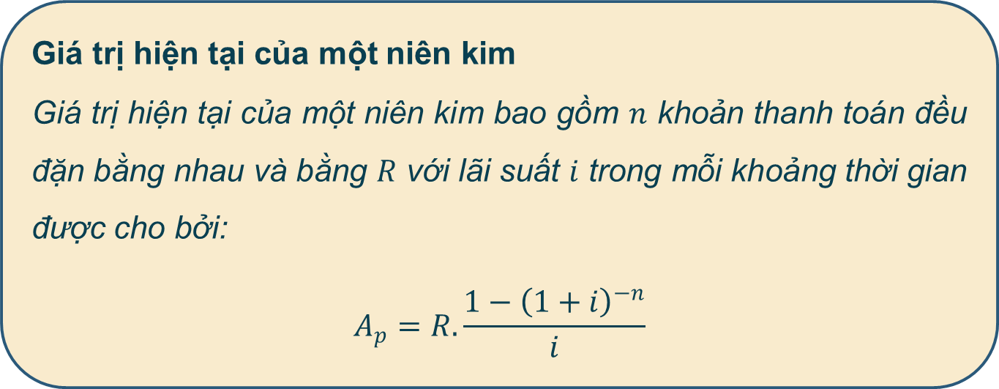 Giá trị hiện tại của một niên kim
Giá trị hiện tại của một niên kim bao gồm 𝑛 khoản thanh toán đều
đặn bằng nhau và bằng 𝑅 với lãi suất 𝑖 trong mỗi khoảng thời gian
được cho bởi:
𝐴ₚ = 𝑅. (1 − (1 + 𝑖)^(−𝑛)) / 𝑖